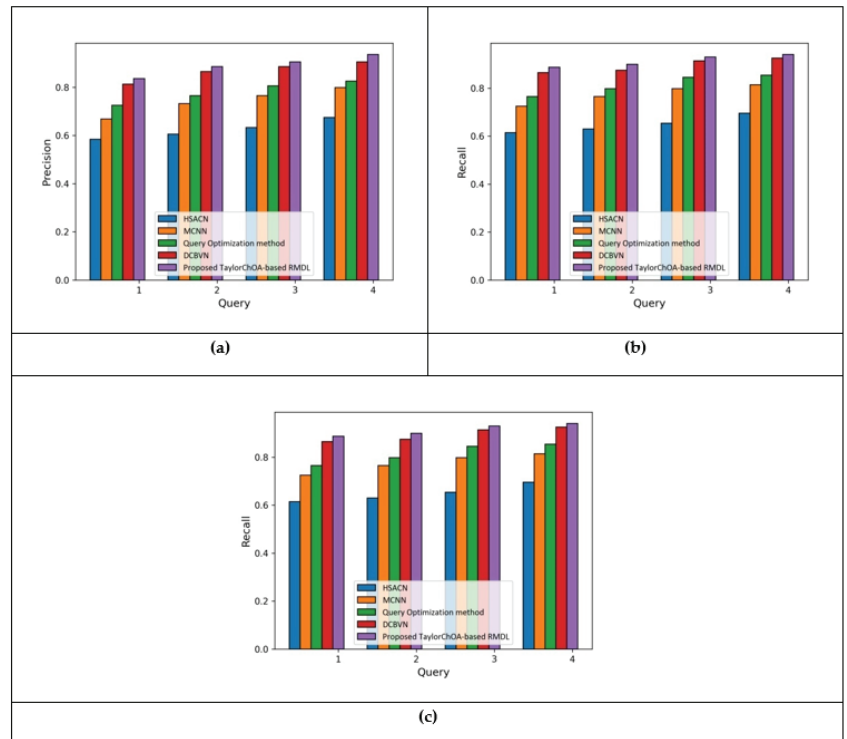 0.8
0.6
0.4
0.2
0.0
Precision
HSACN
MCNN
Query Optimization method
DCBVN
Proposed TaylorChOA-based RMDL
1 2 3 4
Query
(a)
0.8
0.6
0.4
0.2
0.0
Recall
HSACN
MCNN
Query Optimization method
DCBVN
Proposed TaylorChOA-based RMDL
1 2 3 4
Query
(b)
0.8
0.6
0.4
0.2
0.0
Recall
HSACN
MCNN
Query Optimization method
DCBVN
Proposed TaylorChOA-based RMDL
1 2 3 4
Query
(c)